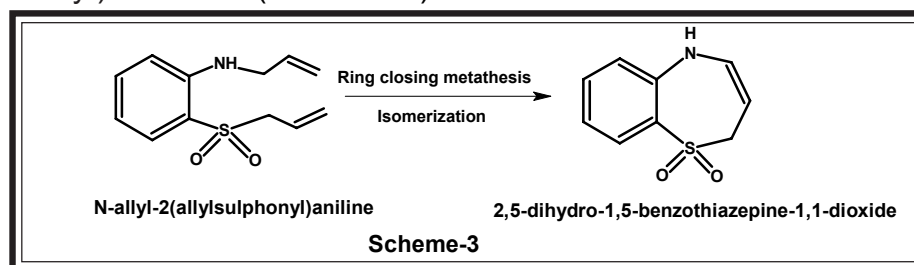 H
N
NH
Ring closing metathesis
Isomerization
S
O O
S
O O
N-allyl-2(allylsulphonyl)aniline
2,5-dihydro-1,5-benzothiazepine-1,1-dioxide
Scheme-3